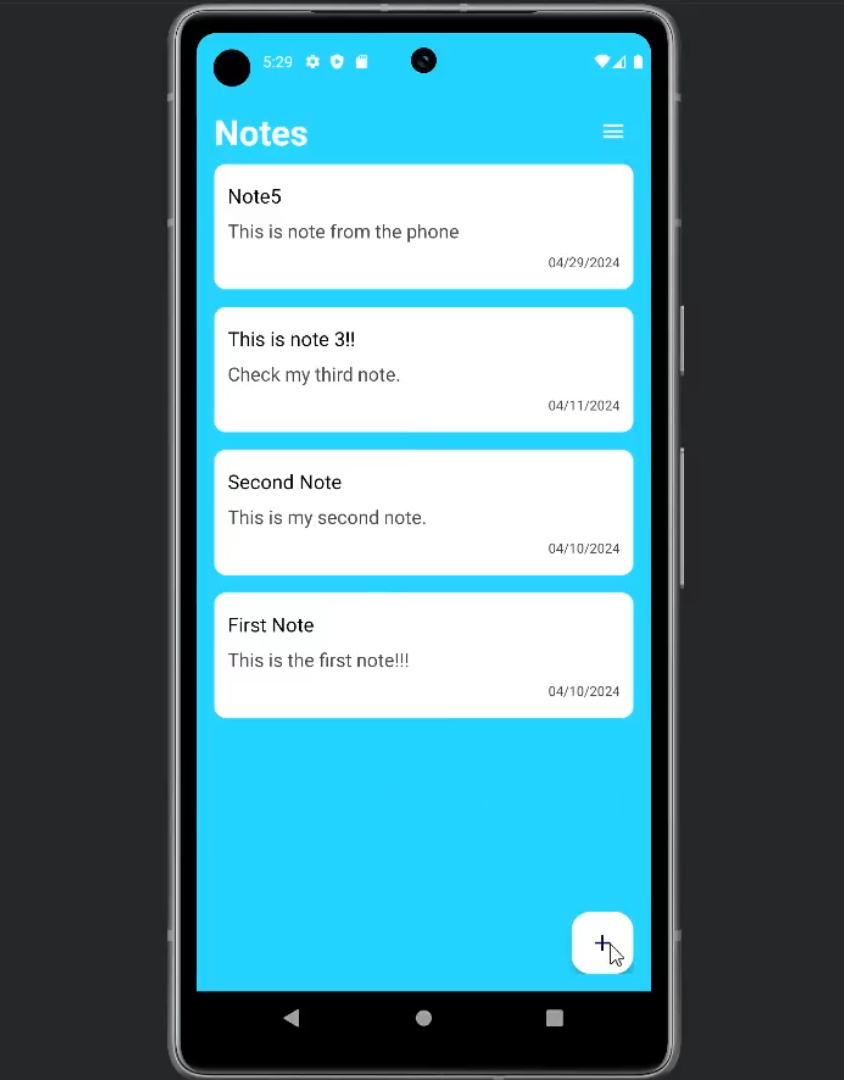 5:29
Notes
Note5
This is note from the phone
04/29/2024
This is note 3!!
Check my third note.
04/11/2024
Second Note
This is my second note.
04/10/2024
First Note
This is the first note!!!
04/10/2024
+